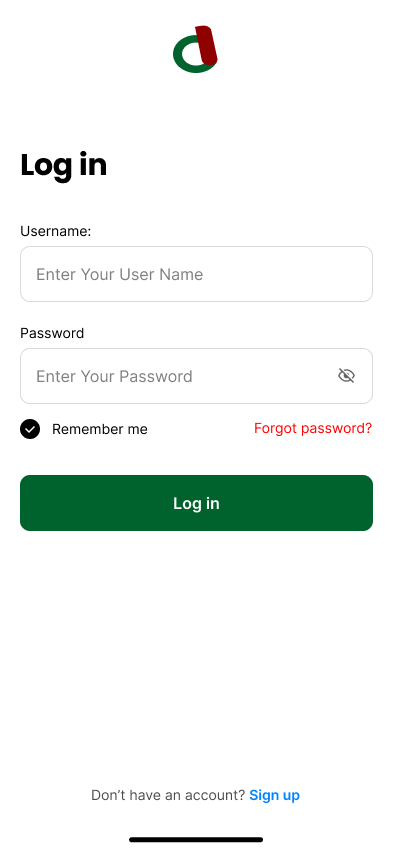 Log in
Username:
Enter Your User Name
Password
Enter Your Password
Remember me
Forgot password?
Log in
Don’t have an account? Sign up